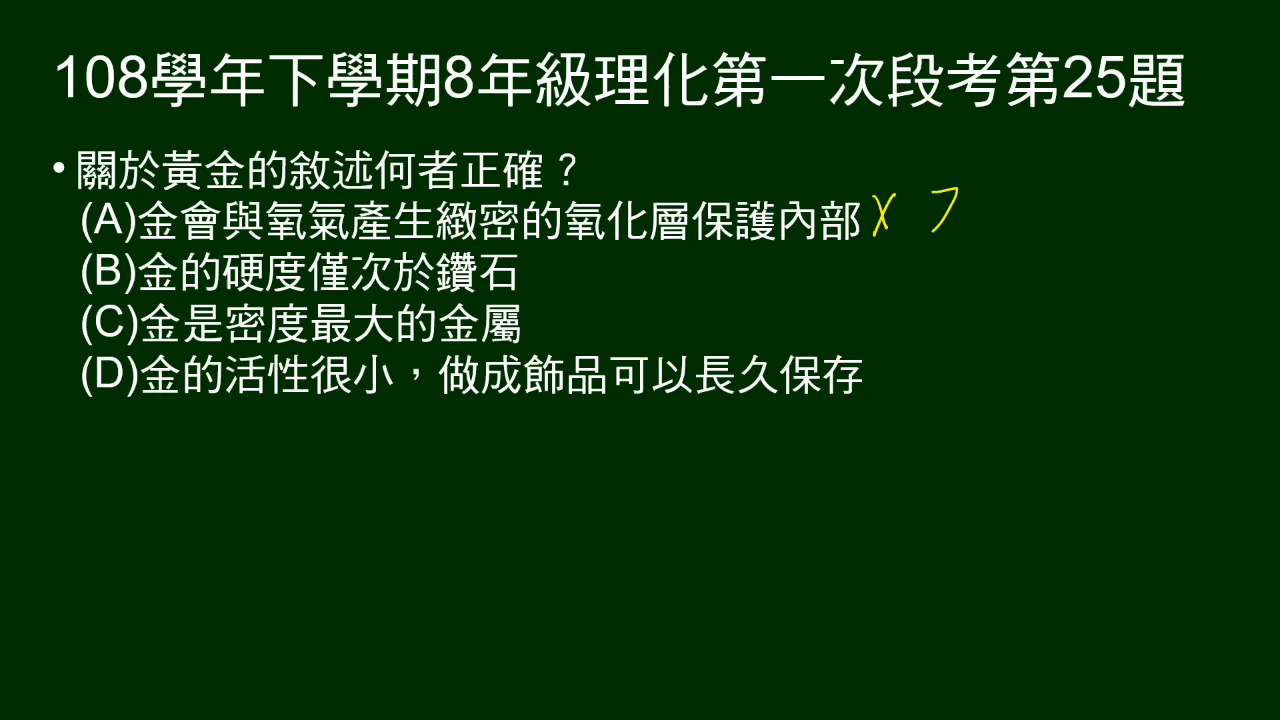 108學年下學期8年級理化第一次段考第25題
• 關於黃金的敘述何者正確？
(A)金會與氧氣產生緻密的氧化層保護內部 x
(B)金的硬度僅次於鑽石
(C)金是密度最大的金屬
(D)金的活性很小，做成飾品可以長久保存